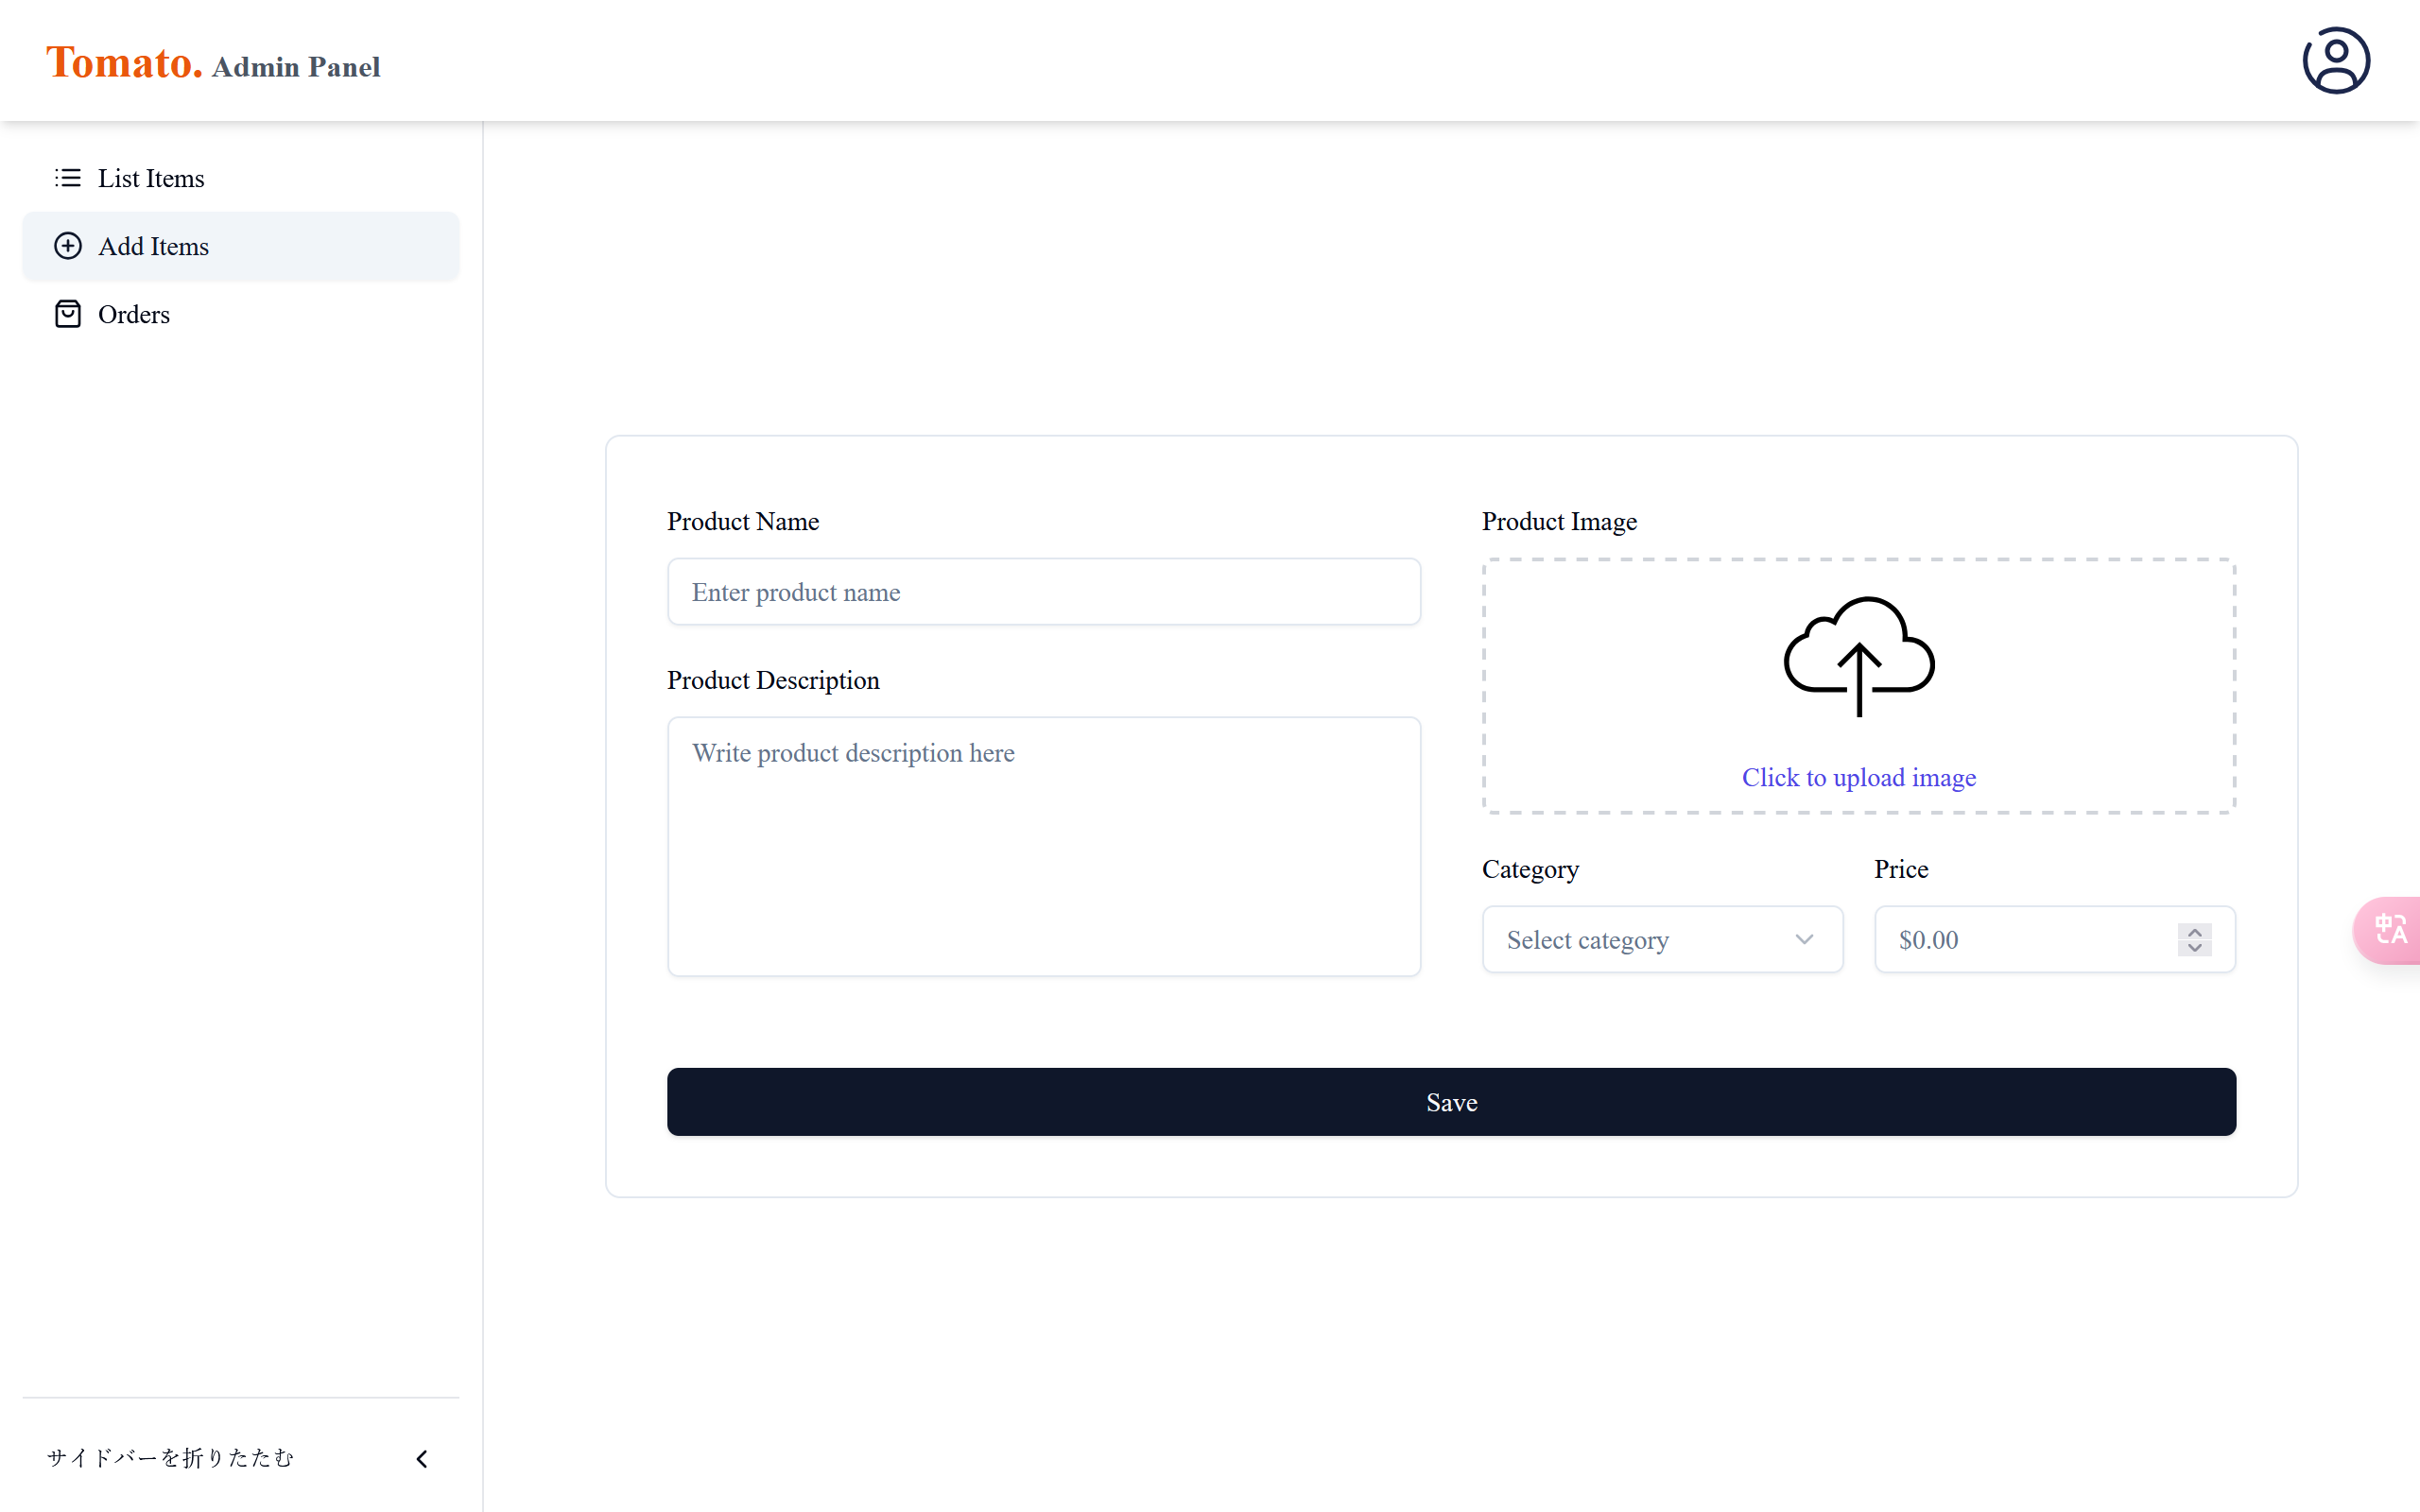 Tomato. Admin Panel
List Items
Add Items
Orders
Product Name
Enter product name
Product Description
Write product description here
Product Image
Click to upload image
Category
Select category
Price
$0.00
Save
中A
サイドバーを折りたたむ